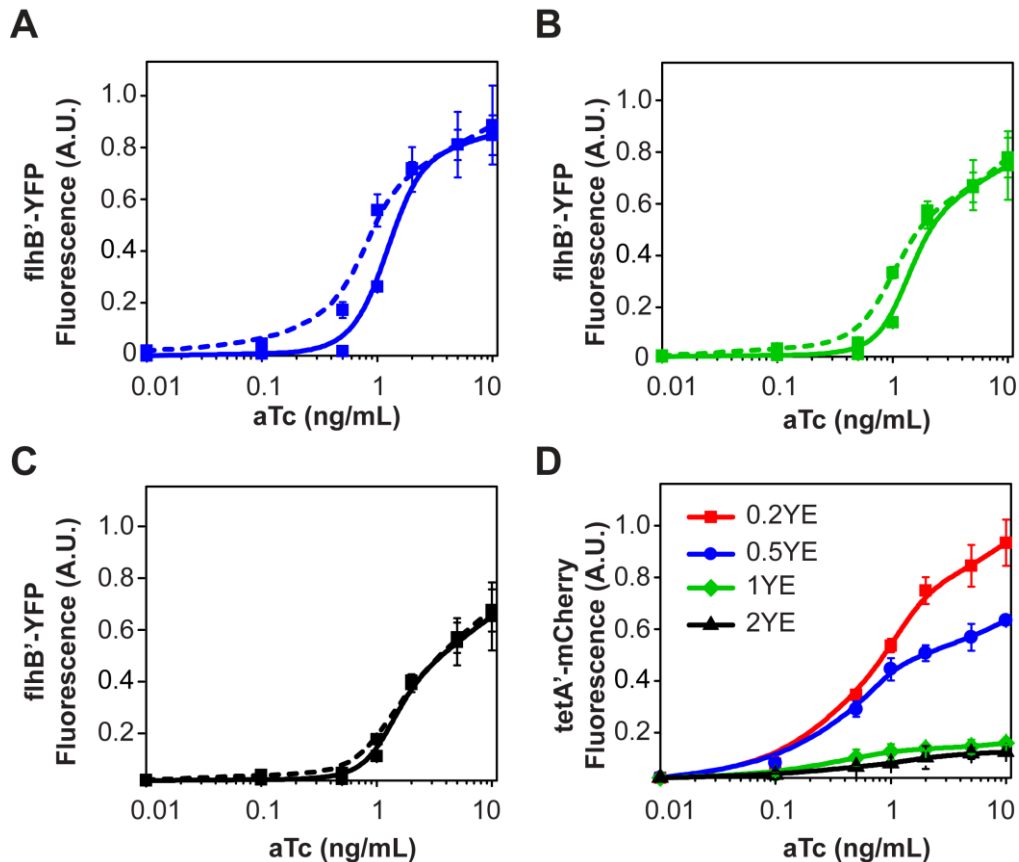 A
flhB'-YFP
Fluorescence (A.U.)
1.0
0.8
0.6
0.4
0.2
0
0.01 0.1 1 10
aTc (ng/mL)
B
flhB'-YFP
Fluorescence (A.U.)
1.0
0.8
0.6
0.4
0.2
0
0.01 0.1 1 10
aTc (ng/mL)
C
flhB'-YFP
Fluorescence (A.U.)
1.0
0.8
0.6
0.4
0.2
0.01 0.1 1 10
aTc (ng/mL)
D
tetA'-mCherry
Fluorescence (A.U.)
1.0
0.8
0.6
0.4
0.2
0.2YE
0.5YE
1YE
2YE
0.01 0.1 1 10
aTc (ng/mL)